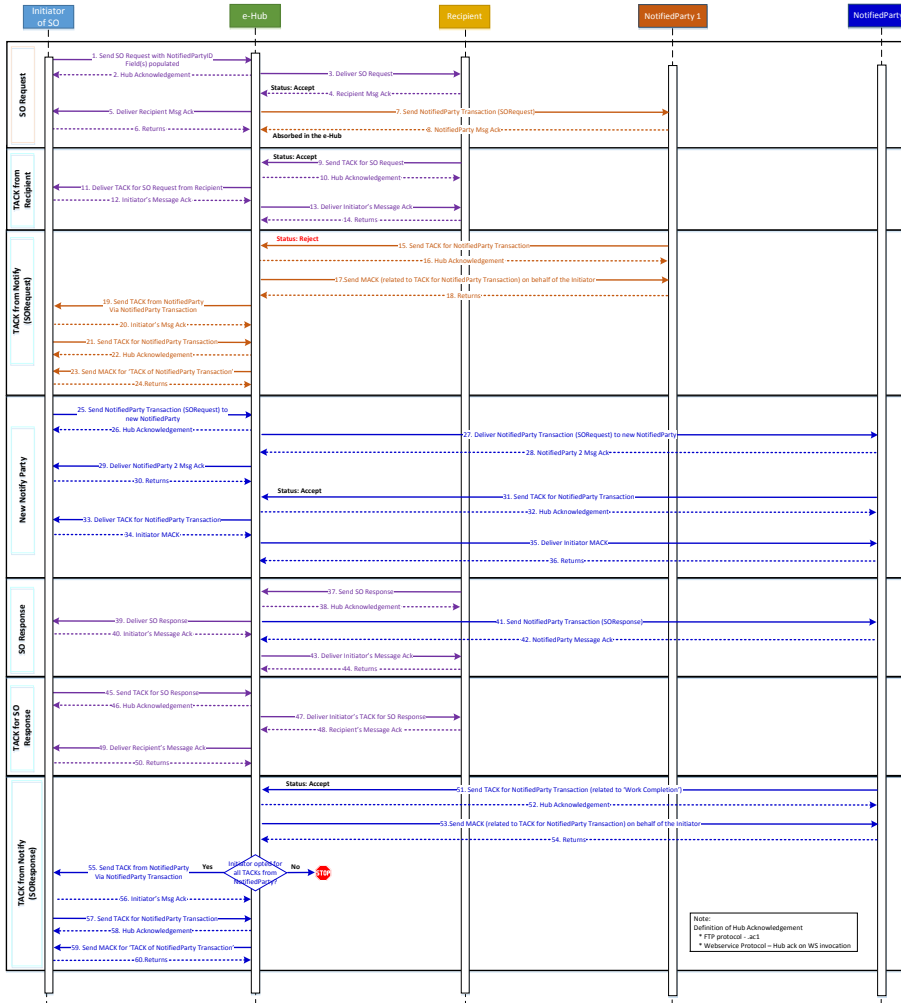 Initiator
of SO
e-Hub
Recipient
NotifiedParty 1
NotifiedParty
SO Request
1. Send SO Request with NotifiedPartyID
Field(s) populated
2. Hub Acknowledgement
3. Deliver SO Request
Status: Accept
4. Recipient Msg Ack
5. Deliver Recipient Msg Ack
7. Send NotifiedParty Transaction (SORequest)
6. Returns
8. NotifiedParty Msg Ack
Absorbed in the e-Hub
TACK from
Recipient
Status: Accept
9. Send TACK for SO Request
10. Hub Acknowledgement
11. Deliver TACK for SO Request from Recipient
12. Initiator's Message Ack
13. Deliver Initiator's Message Ack
14. Returns
TACK from Notify
(SORequest)
Status: Reject
15. Send TACK for NotifiedParty Transaction
16. Hub Acknowledgement
17.Send MACK (related to TACK for NotifiedParty Transaction) on behalf of the Initiator
18. Returns
19. Send TACK from NotifiedParty
Via NotifiedParty Transaction
20. Initiator's Msg Ack
21. Send TACK for NotifiedParty Transaction
22. Hub Acknowledgement
23. Send MACK for 'TACK of NotifiedParty Transaction'
24.Returns
New Notify Party
25. Send NotifiedParty Transaction (SORequest) to
new NotifiedParty
26. Hub Acknowledgement
27. Deliver NotifiedParty Transaction (SORequest) to new NotifiedParty
28. NotifiedParty 2 Msg Ack
29. Deliver NotifiedParty 2 Msg Ack
30. Returns
Status: Accept
31. Send TACK for NotifiedParty Transaction
32. Hub Acknowledgement
33. Deliver TACK for NotifiedParty Transaction
34. Initiator MACK
35. Deliver Initiator MACK
36. Returns
SO Response
37. Send SO Response
38. Hub Acknowledgement
39. Deliver SO Response
41. Send NotifiedParty Transaction (SOResponse)
40. Initiator's Message Ack
42. NotifiedParty Message Ack
43. Deliver Initiator's Message Ack
44. Returns
TACK for SO
Response
45. Send TACK for SO Response
46. Hub Acknowledgement
47. Deliver Initiator's TACK for SO Response
48. Recipient's Message Ack
49. Deliver Recipient's Message Ack
50. Returns
TACK from Notify
(SOResponse)
Status: Accept
51. Send TACK for NotifiedParty Transaction (related to 'Work Completion')
52. Hub Acknowledgement
53.Send MACK (related to TACK for NotifiedParty Transaction) on behalf of the Initiator
54. Returns
55. Send TACK from NotifiedParty
Via NotifiedParty Transaction
Yes
Initiator opted for
all TACKs from
NotifiedParty?
No
STOP
56. Initiator's Msg Ack
57. Send TACK for NotifiedParty Transaction
58. Hub Acknowledgement
59. Send MACK for 'TACK of NotifiedParty Transaction'
60.Returns
Note:
Definition of Hub Acknowledgement
* FTP protocol - .ac1
* Webservice Protocol – Hub ack on WS invocation